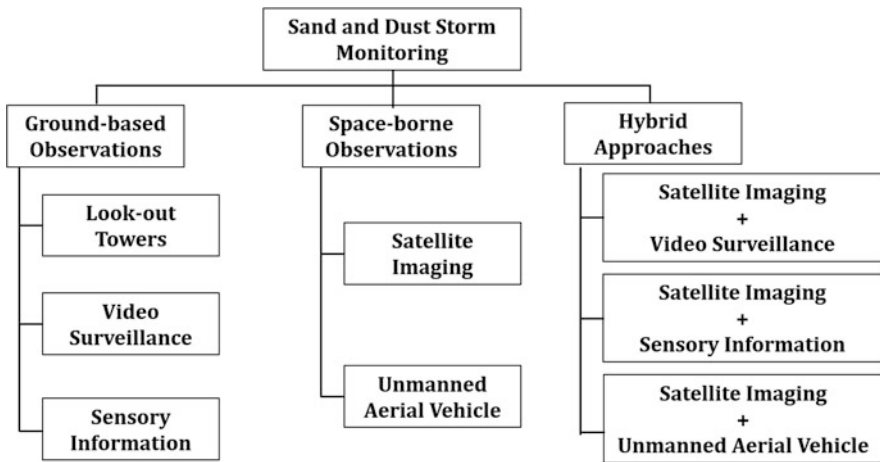 Sand and Dust Storm
Monitoring
Ground-based
Observations
Look-out
Towers
Video
Surveillance
Sensory
Information
Space-borne
Observations
Satellite
Imaging
Unmanned
Aerial Vehicle
Hybrid
Approaches
Satellite Imaging
+
Video Surveillance
Satellite Imaging
+
Sensory Information
Satellite Imaging
+
Unmanned Aerial Vehicle